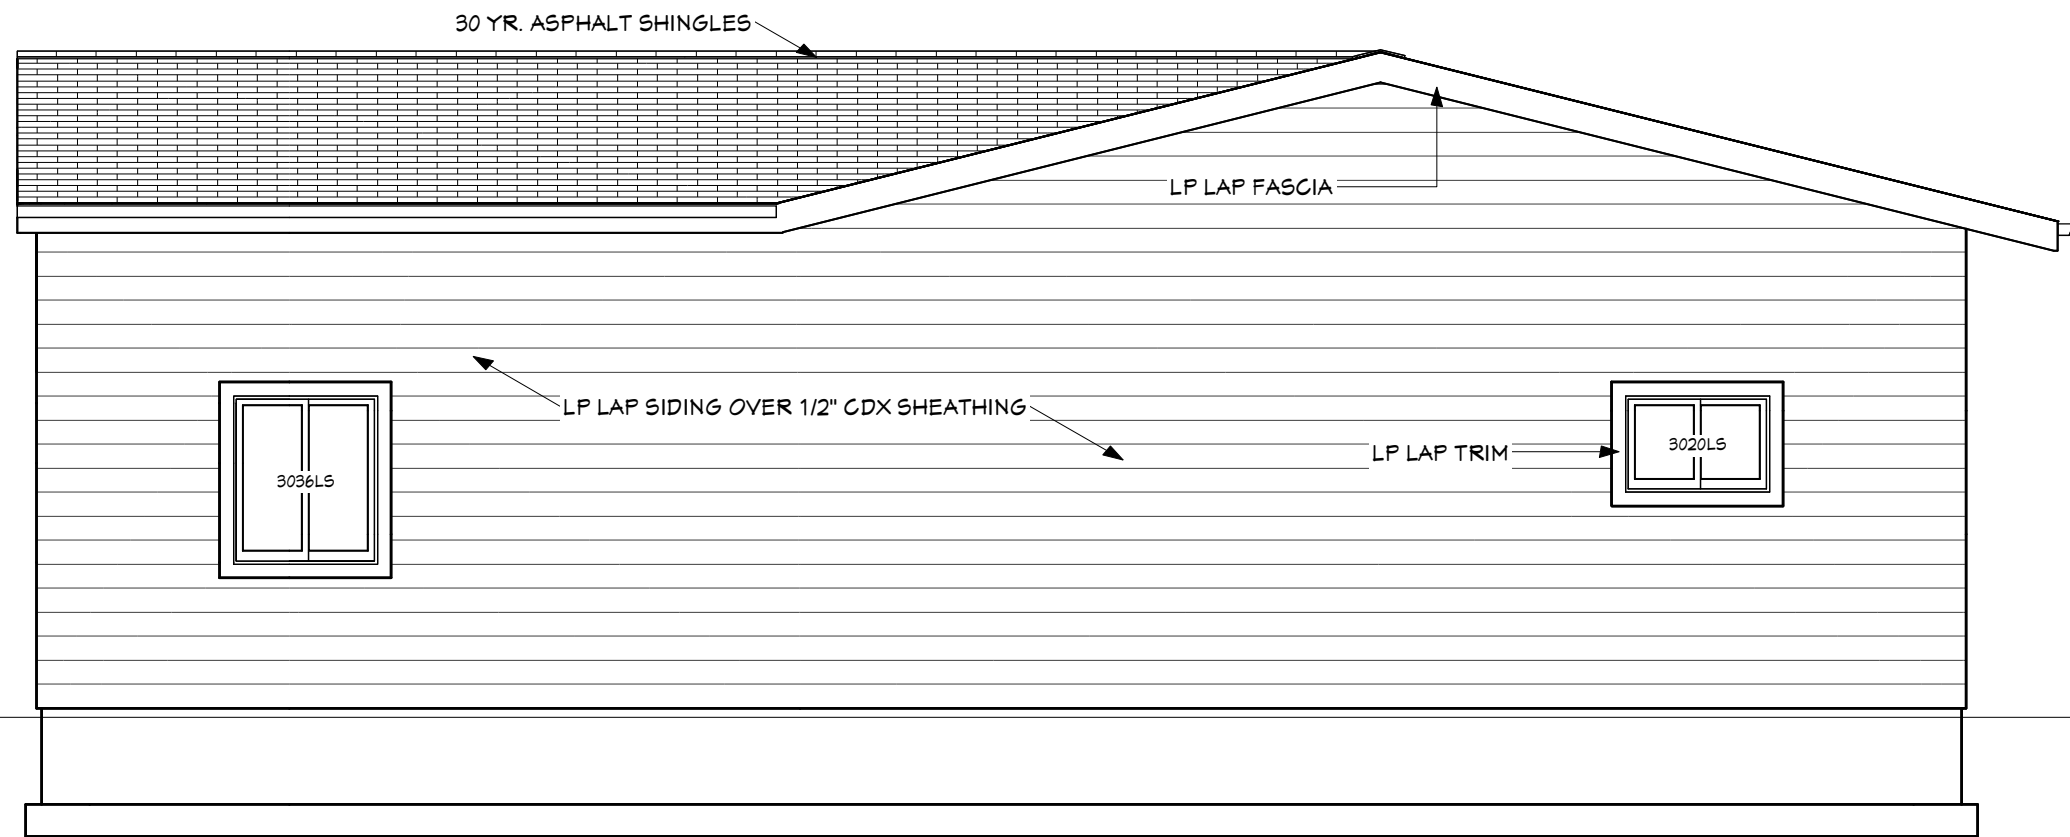 30 YR. ASPHALT SHINGLES
LP LAP FASCIA
LP LAP SIDING OVER 1/2" CDX SHEATHING
LP LAP TRIM
3020LS
3036LS